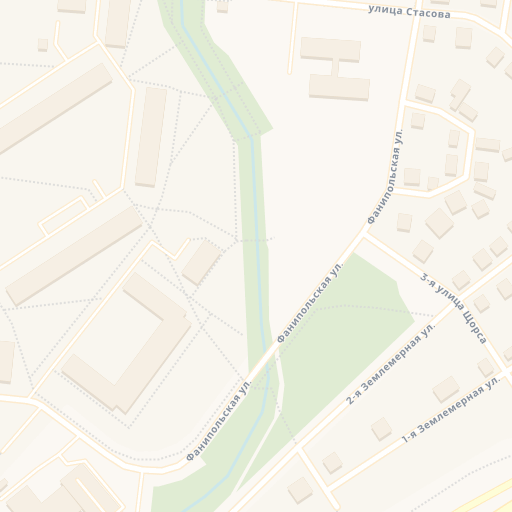 улица Стасова
Фанипольская ул.
3-я улица Щорса
Фанипольская ул.
2-я Землемерная ул.
Фанипольская ул.
1-я Землемерная ул.